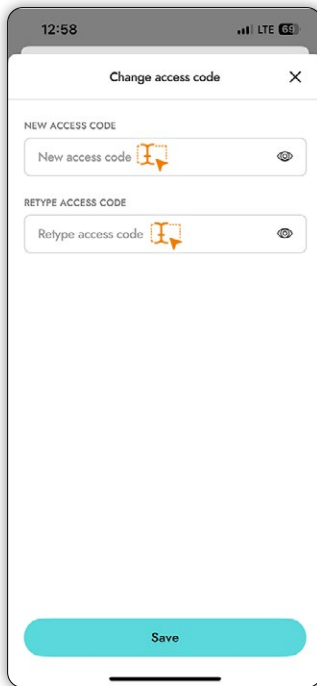 12:58 LTE 69
Change access code
NEW ACCESS CODE
New access code
RETYPE ACCESS CODE
Retype access code
Save